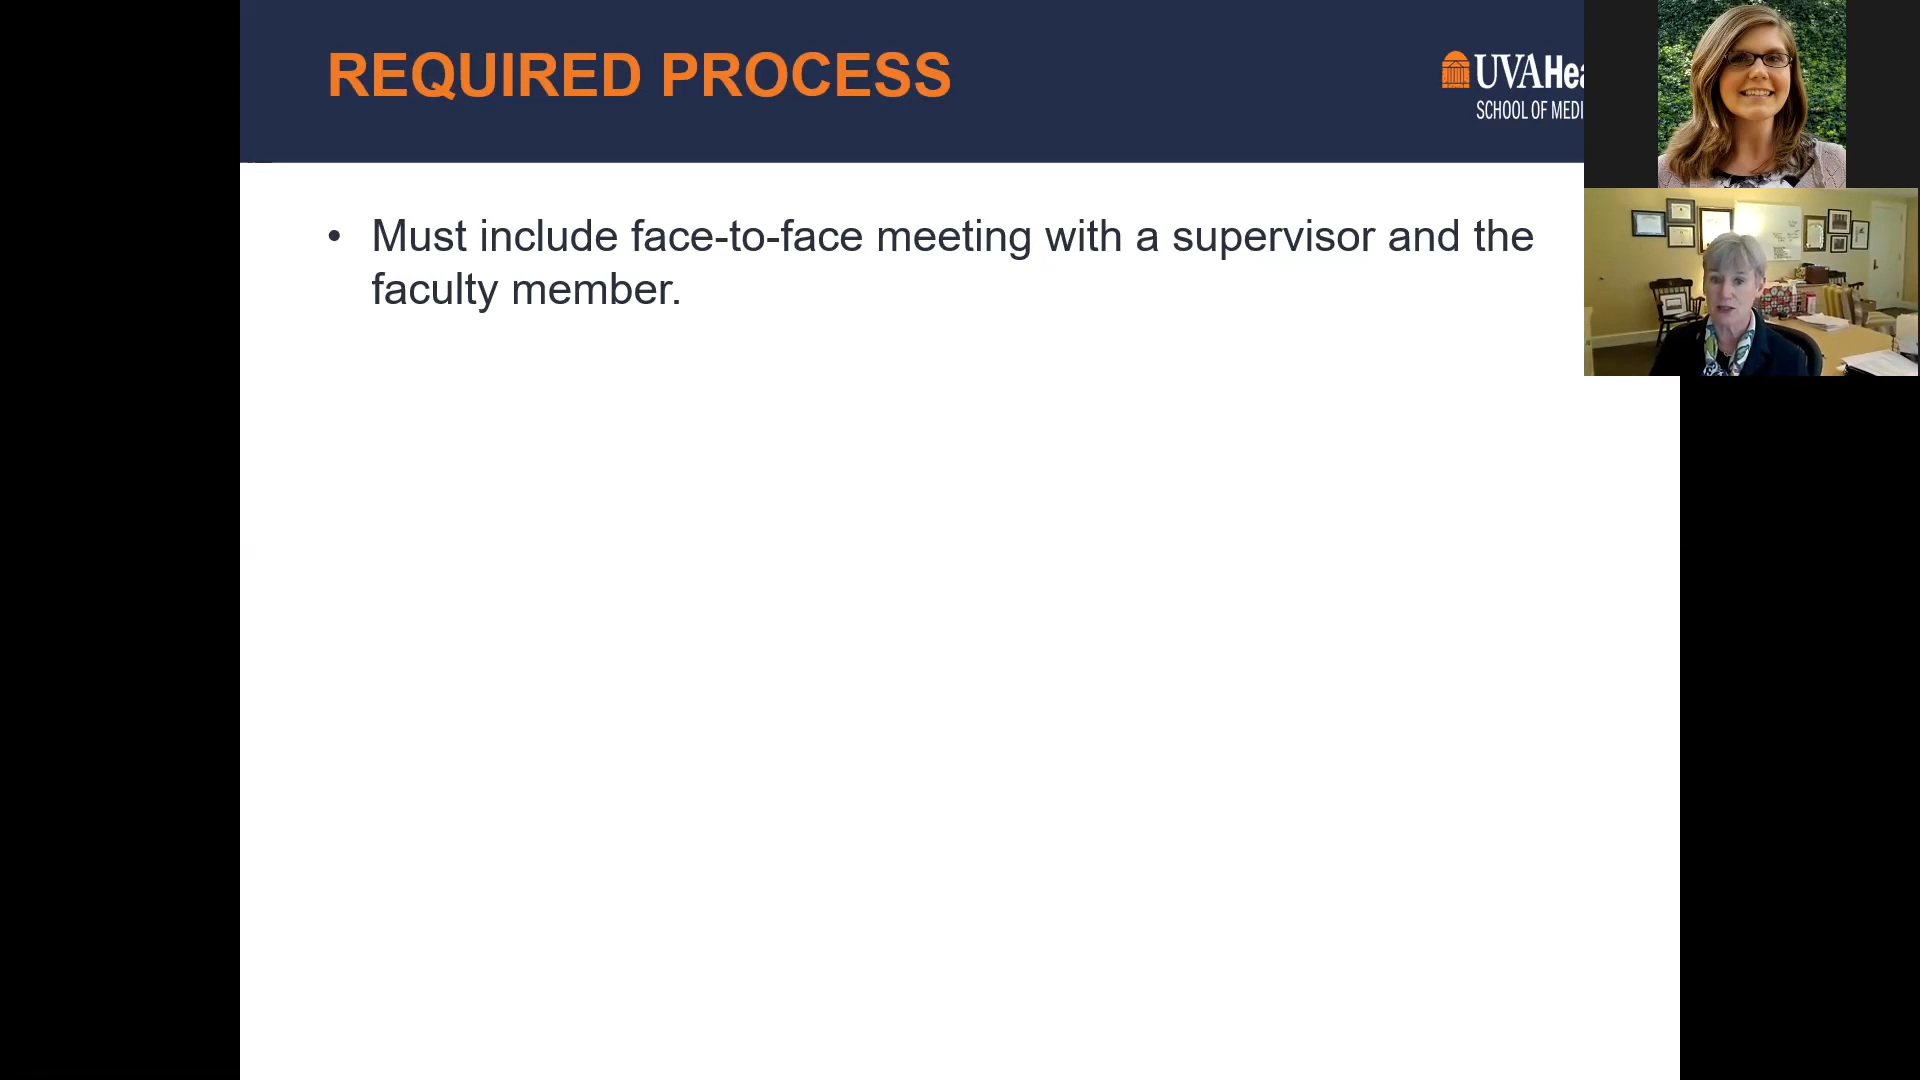 REQUIRED PROCESS
UVAHea
SCHOOL OF MEDI
• Must include face-to-face meeting with a supervisor and the
faculty member.